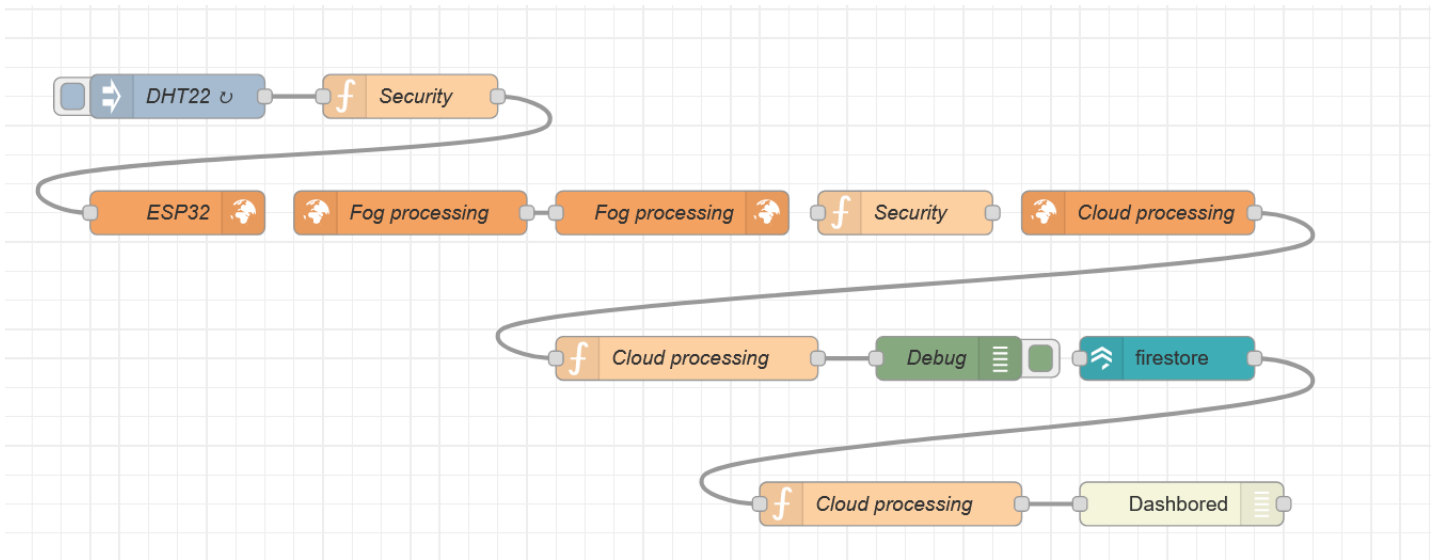 DHT22 ↻
Security
ESP32
Fog processing
Fog processing
Security
Cloud processing
Cloud processing
Debug
firestore
Cloud processing
Dashbored